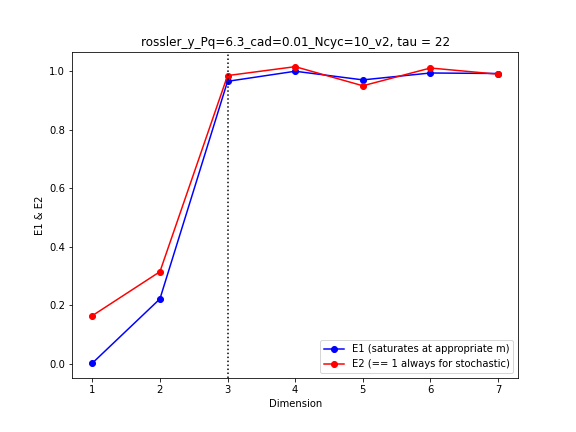 rossler_y_Pq=6.3_cad=0.01_Ncyc=10_v2, tau = 22
E1 & E2
1.0
0.8
0.6
0.4
0.2
0.0
E1 (saturates at appropriate m)
E2 (== 1 always for stochastic)
1 2 3 4 5 6 7
Dimension